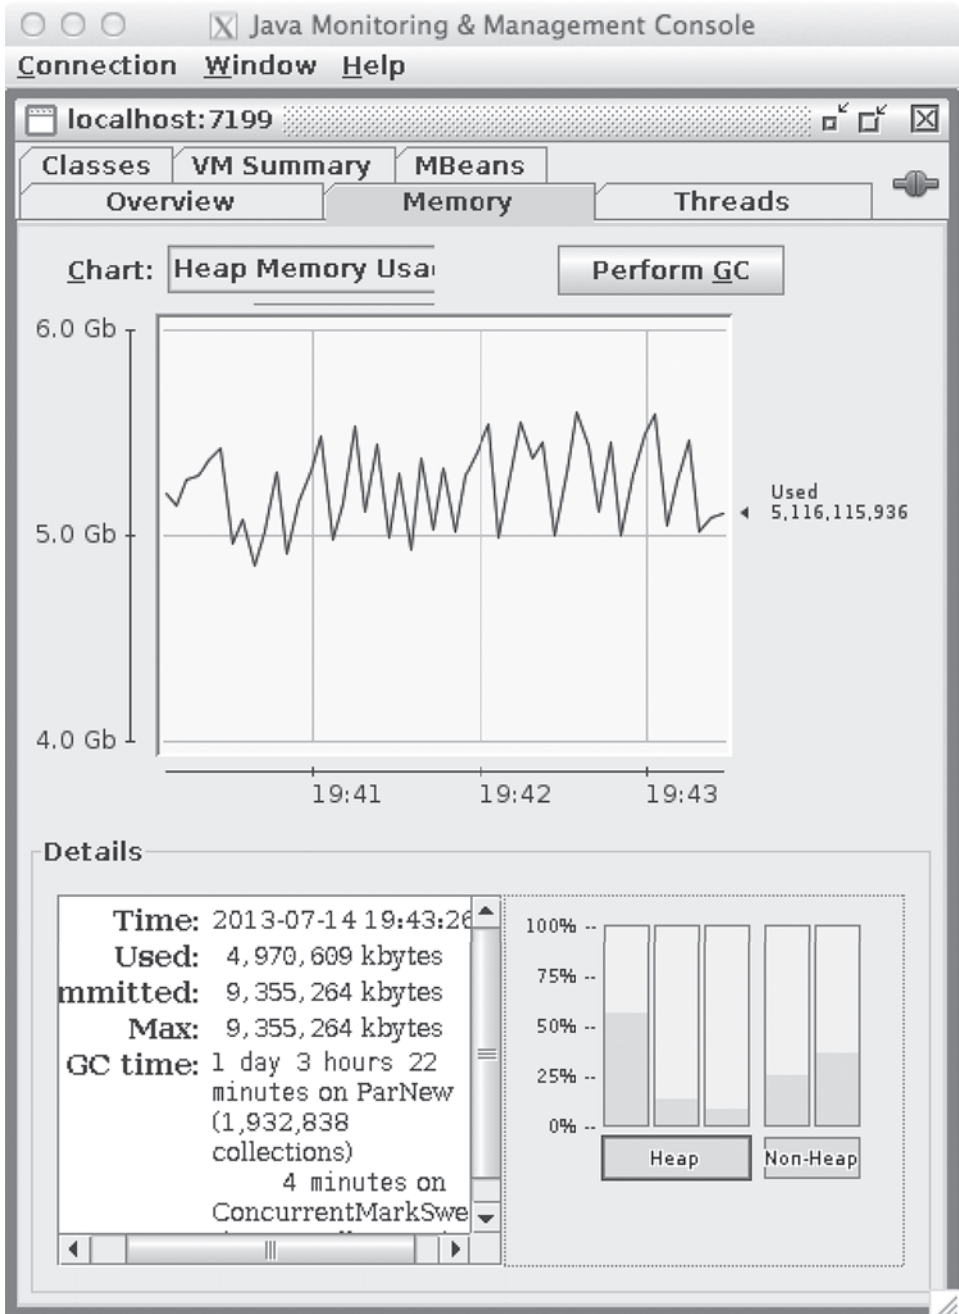 Java Monitoring & Management Console
Connection Window Help
localhost:7199
Classes VM Summary MBeans
Overview Memory Threads
Chart: Heap Memory Usa Perform GC
6.0 Gb
5.0 Gb
4.0 Gb
Used
5,116,115,936
19:41 19:42 19:43
Details
Time: 2013-07-14 19:43:26
Used: 4,970,609 kbytes
mmitted: 9,355,264 kbytes
Max: 9,355,264 kbytes
GC time: 1 day 3 hours 22
minutes on ParNew
(1,932,838
collections)
4 minutes on
ConcurrentMarkSwe
100% --
75% --
50% --
25% --
0% --
Heap Non-Heap